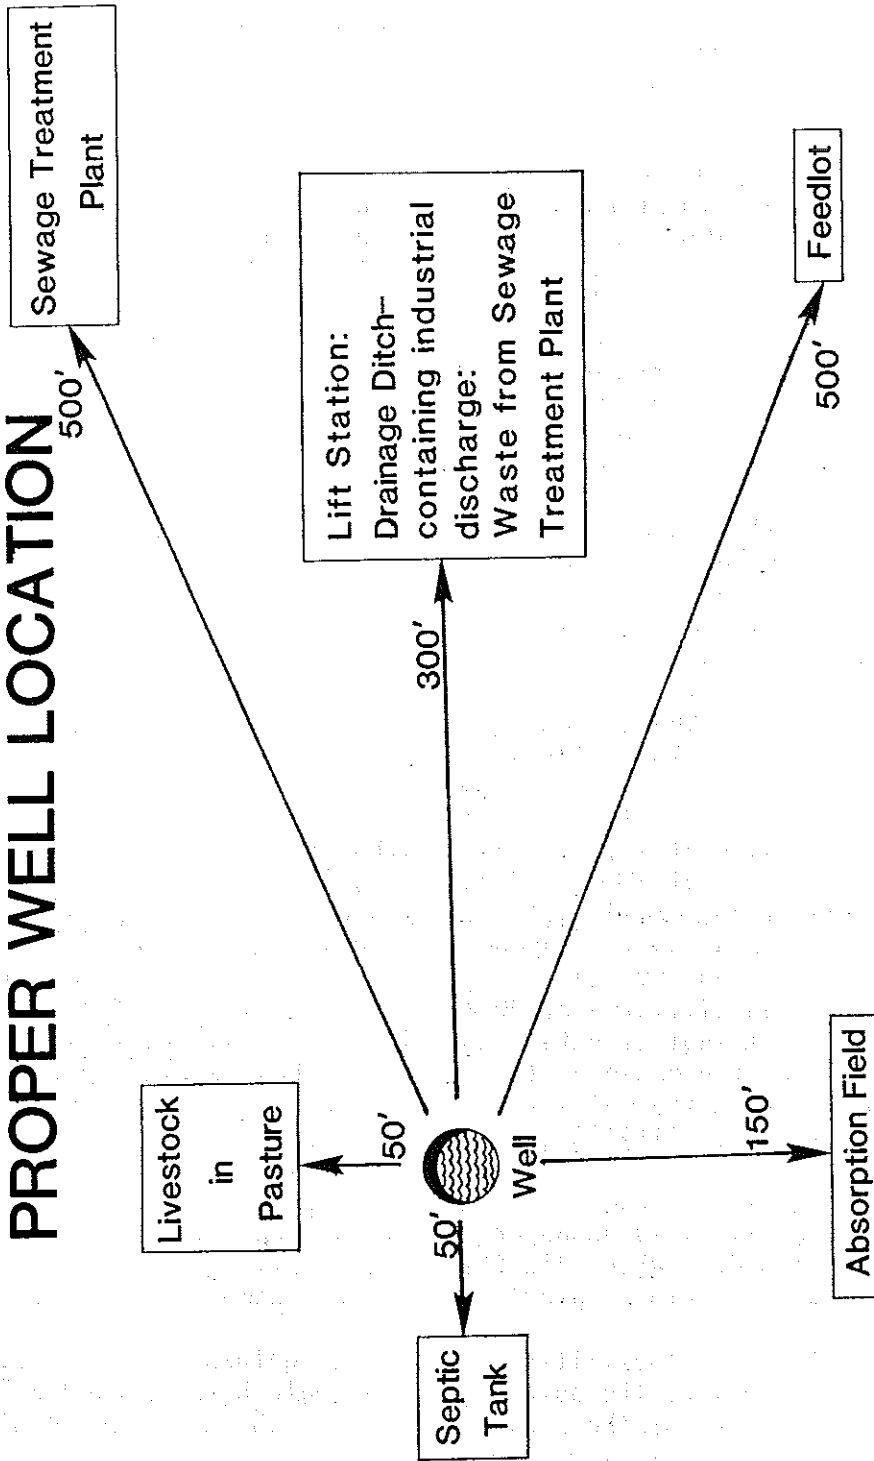 PROPER WELL LOCATION
Sewage Treatment
Plant
500'
Livestock
in
Pasture
50'
Lift Station:
Drainage Ditch–
containing industrial
discharge:
Waste from Sewage
Treatment Plant
300'
Septic
Tank
50'
Well
150'
Absorption Field
500'
Feedlot